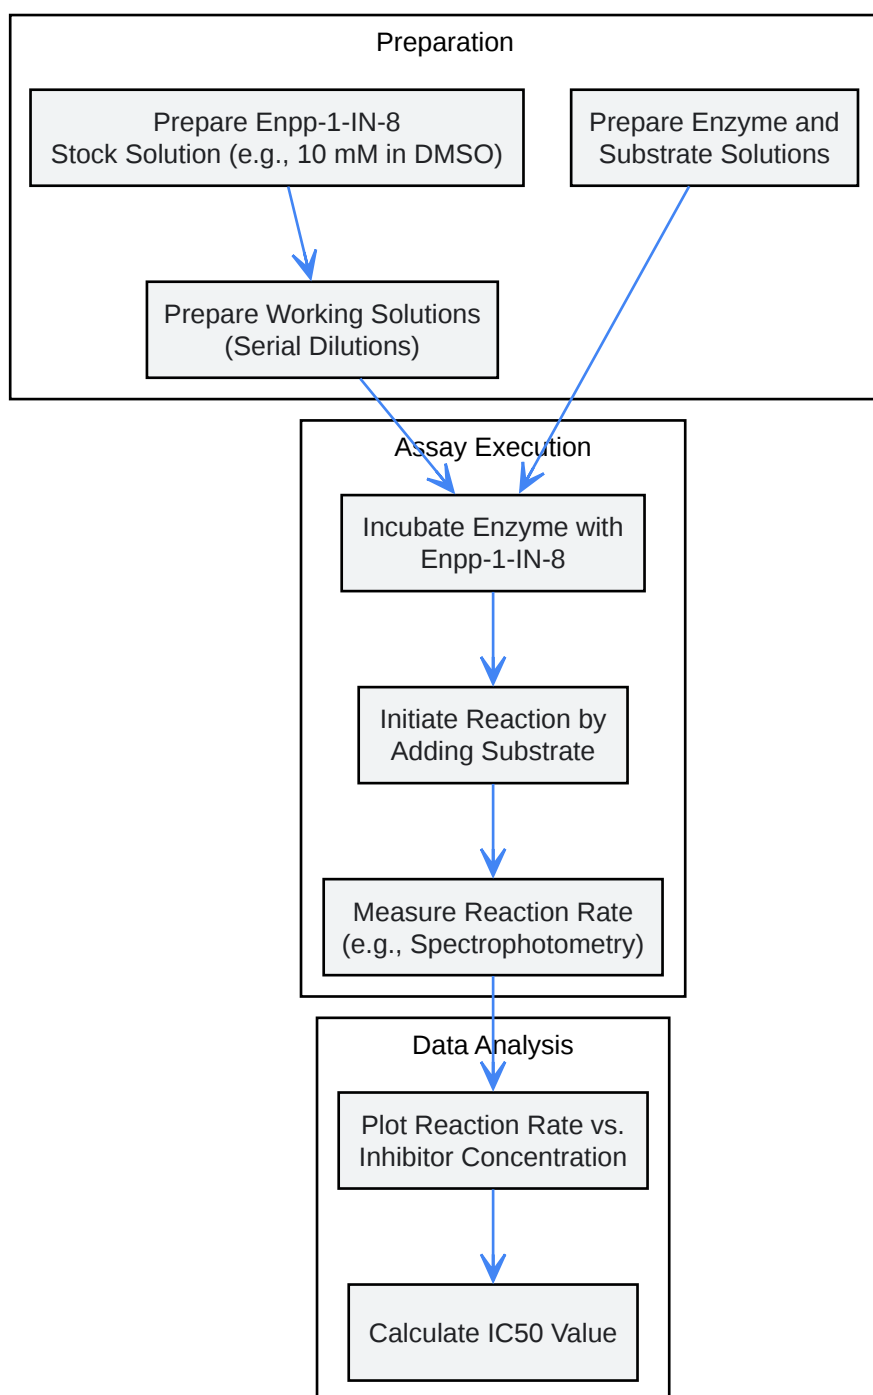 Preparation
Prepare Enpp-1-IN-8
Stock Solution (e.g., 10 mM in DMSO)
Prepare Enzyme and
Substrate Solutions
Prepare Working Solutions
(Serial Dilutions)
Assay Execution
Incubate Enzyme with
Enpp-1-IN-8
Initiate Reaction by
Adding Substrate
Measure Reaction Rate
(e.g., Spectrophotometry)
Data Analysis
Plot Reaction Rate vs.
Inhibitor Concentration
Calculate IC50 Value